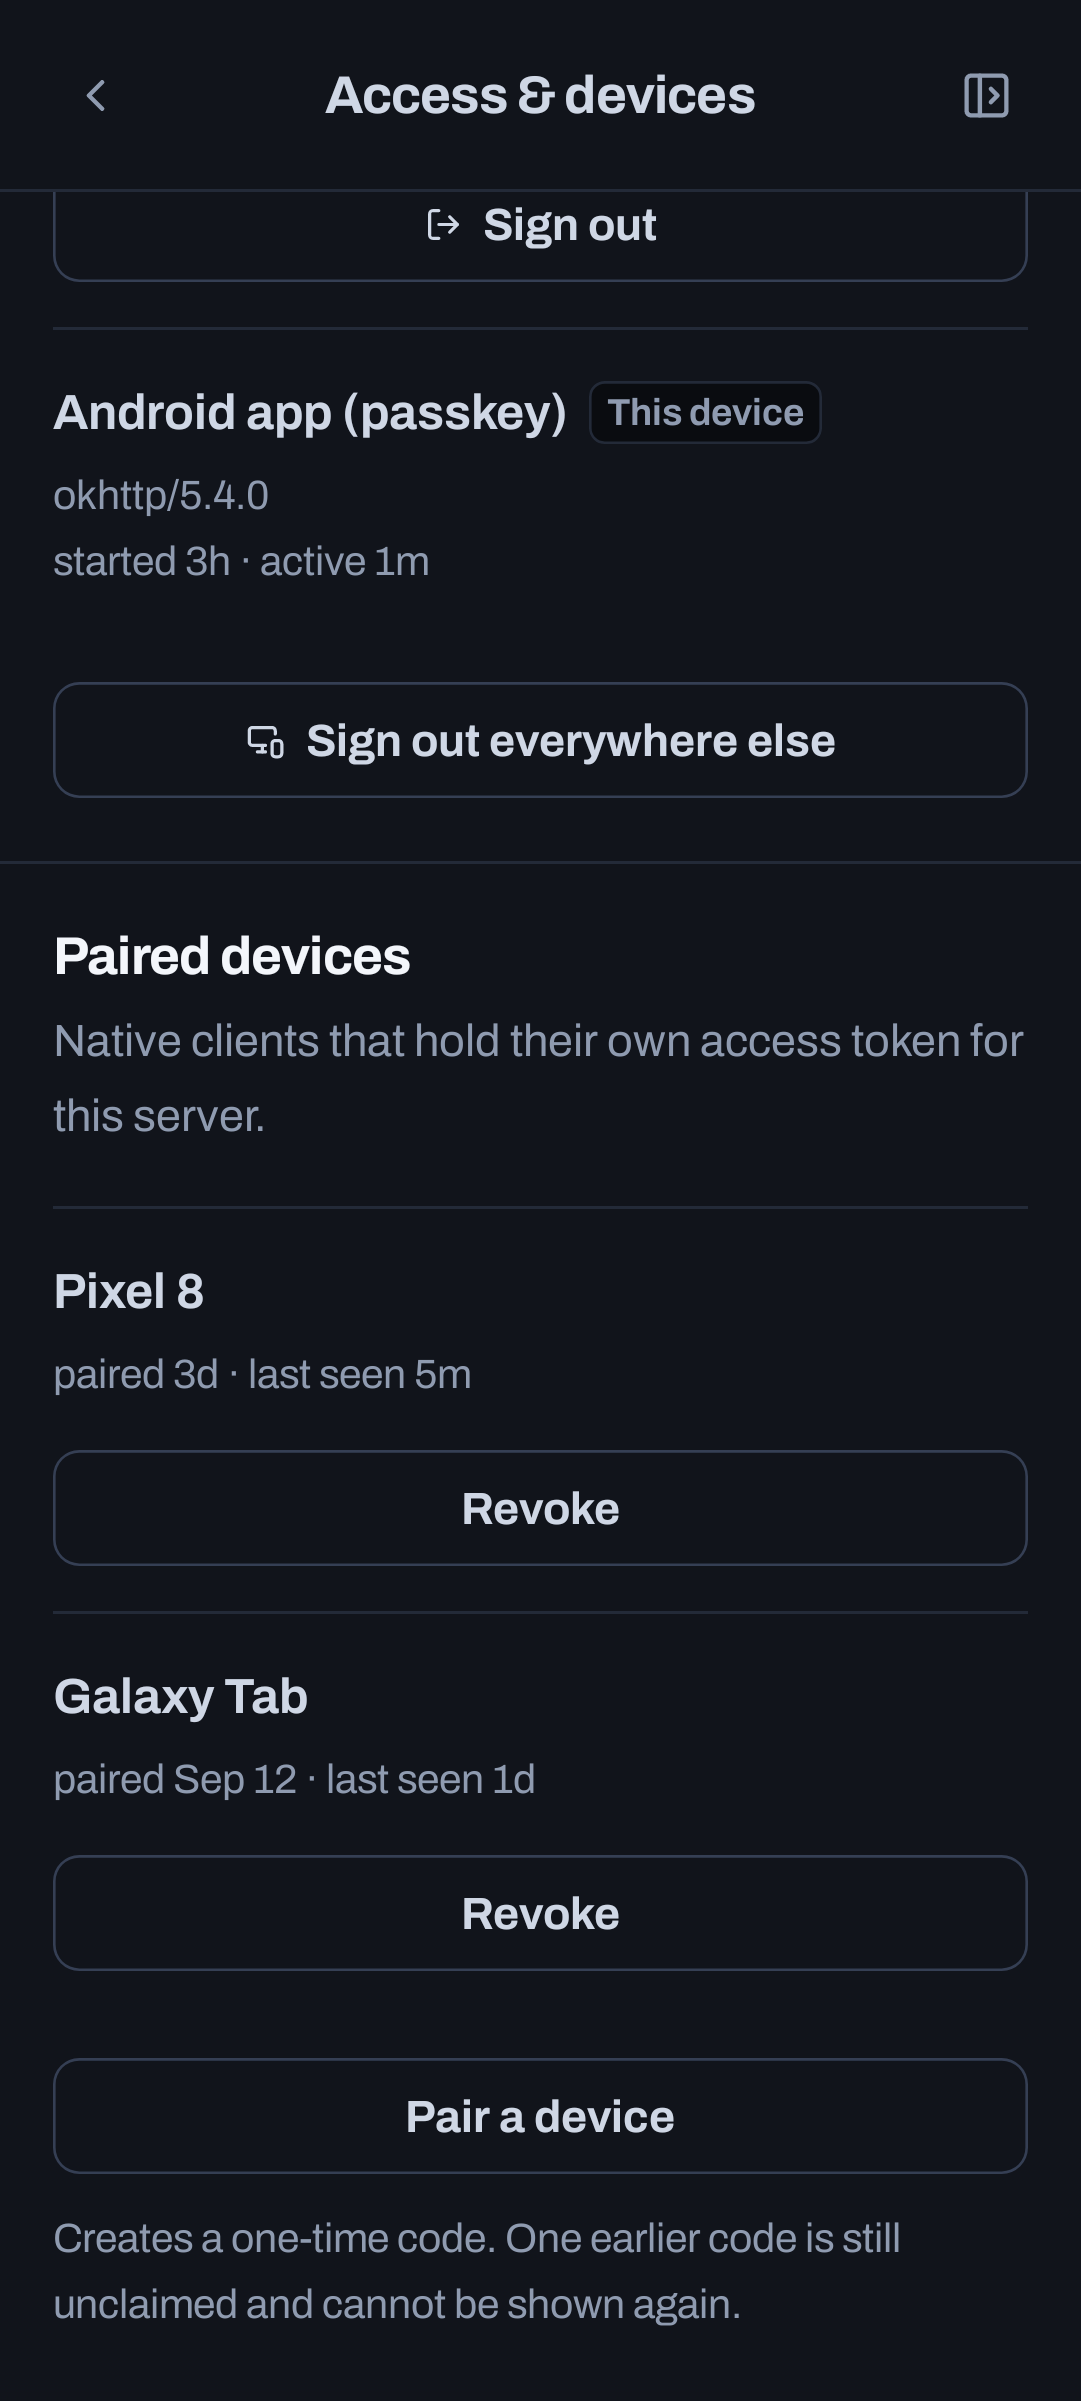 Access & devices
Sign out
Android app (passkey) This device
okhttp/5.4.0
started 3h · active 1m
Sign out everywhere else
Paired devices
Native clients that hold their own access token for
this server.
Pixel 8
paired 3d · last seen 5m
Revoke
Galaxy Tab
paired Sep 12 · last seen 1d
Revoke
Pair a device
Creates a one-time code. One earlier code is still
unclaimed and cannot be shown again.